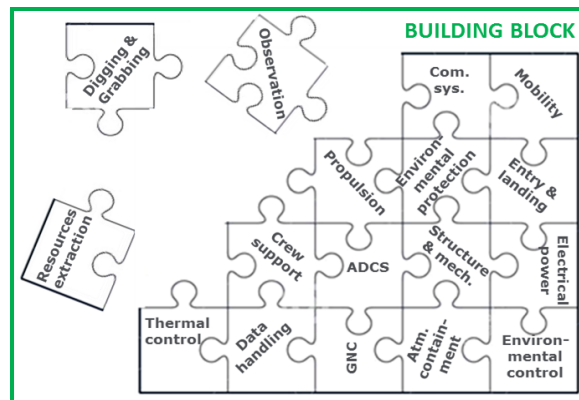 BUILDING BLOCK
Digging &
Grabbing
Observation
Com.
sys.
Mobility
Propulsion
Environ-
mental
protection
Entry &
landing
Resources
extraction
Crew
support
ADCS
Structure
& mech.
Electrical
power
Thermal
control
Data
handling
GNC
Atm.
contain-
ment
Environ-
mental
control